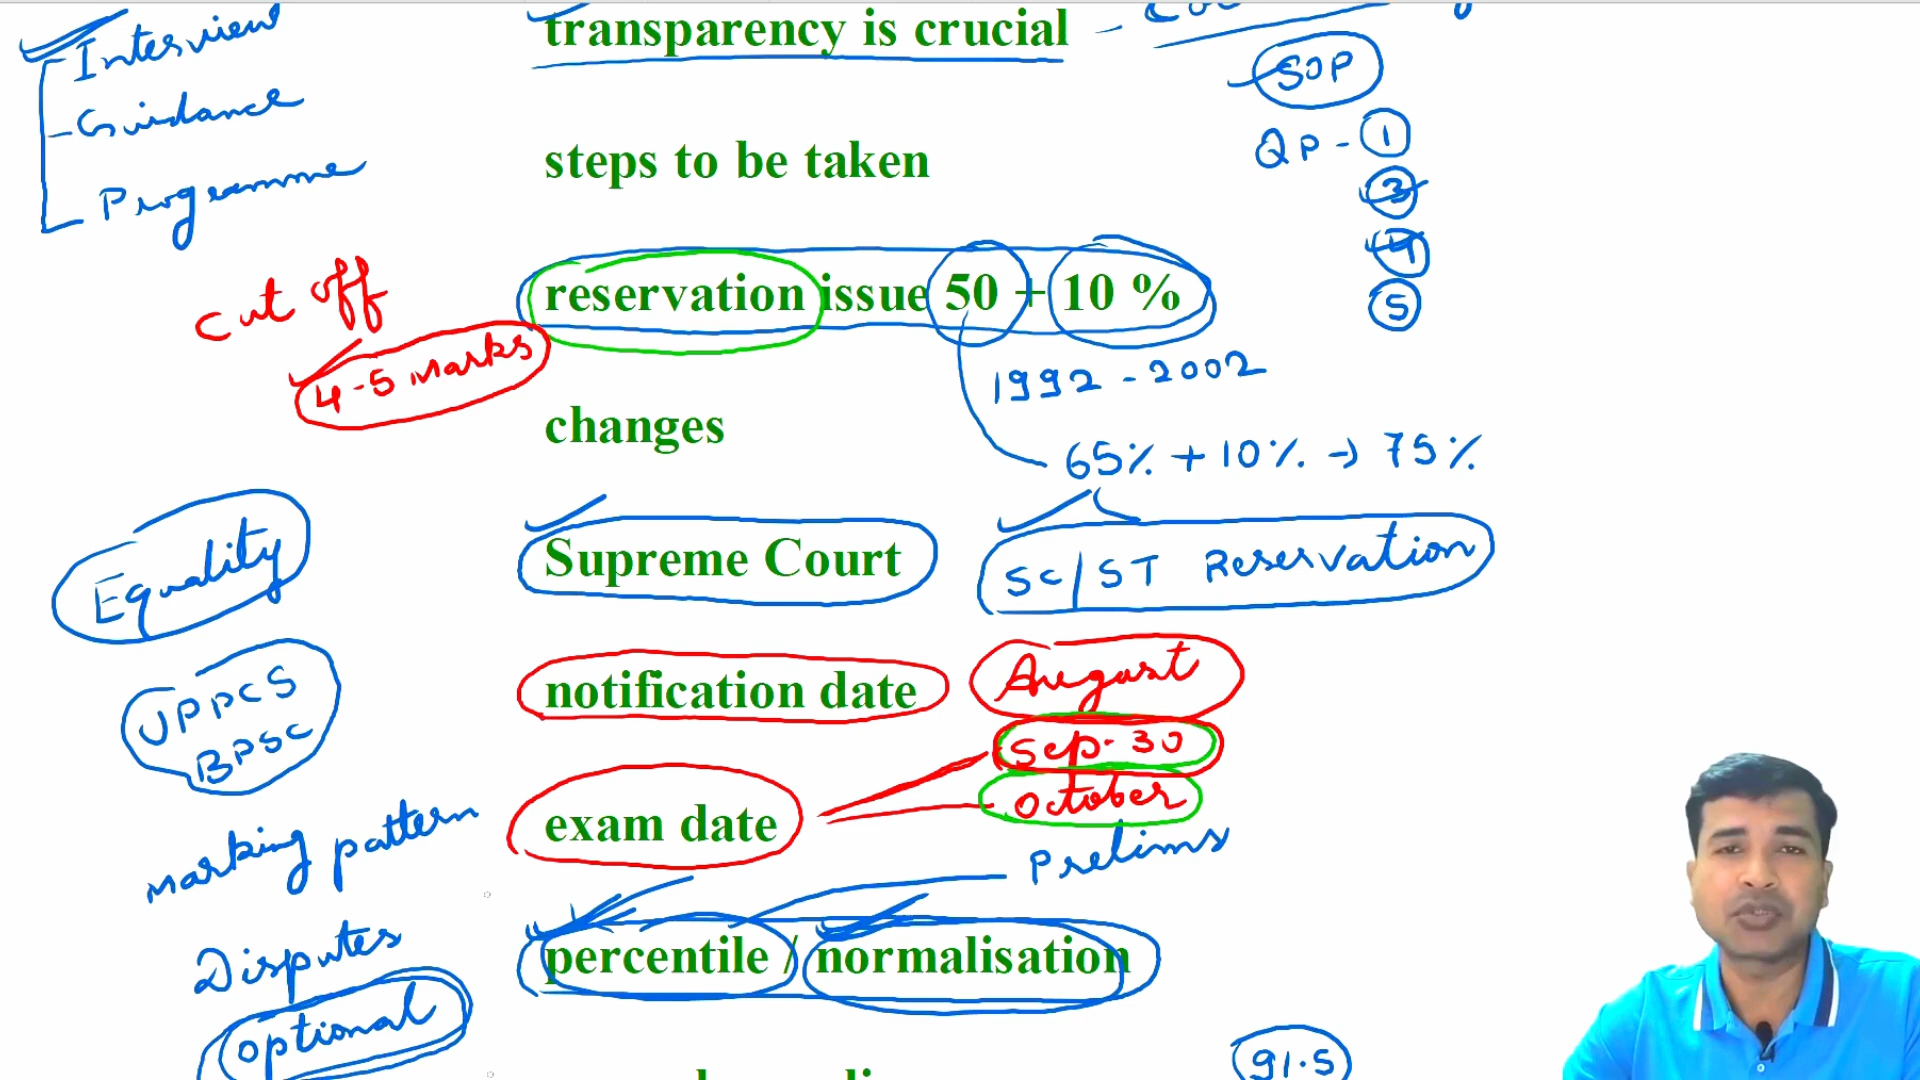 Interview
transparency is crucial -
- Guidance
Programme
SOP
QP - 1
3
4
5
steps to be taken
reservation issue 50 + 10 %
cut off
4-5 Marks
1992 - 2002
changes
65% + 10% → 75%
Equality
Supreme Court
SC/ST Reservation
notification date
August
UPPCS
BPSC
Sep. 30
October
exam date
marking pattern
Prelims
percentile / normalisation
Disputes
optional
91.5